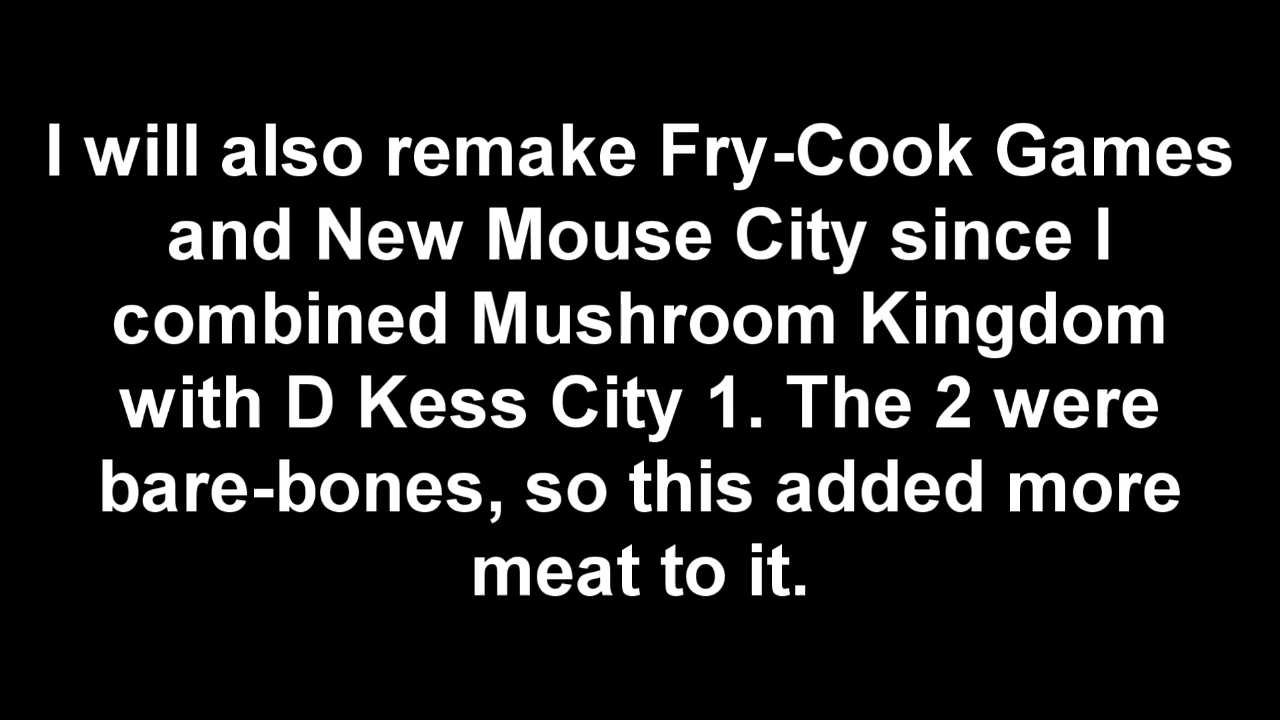 I will also remake Fry-Cook Games
and New Mouse City since I
combined Mushroom Kingdom
with D Kess City 1. The 2 were
bare-bones, so this added more
meat to it.